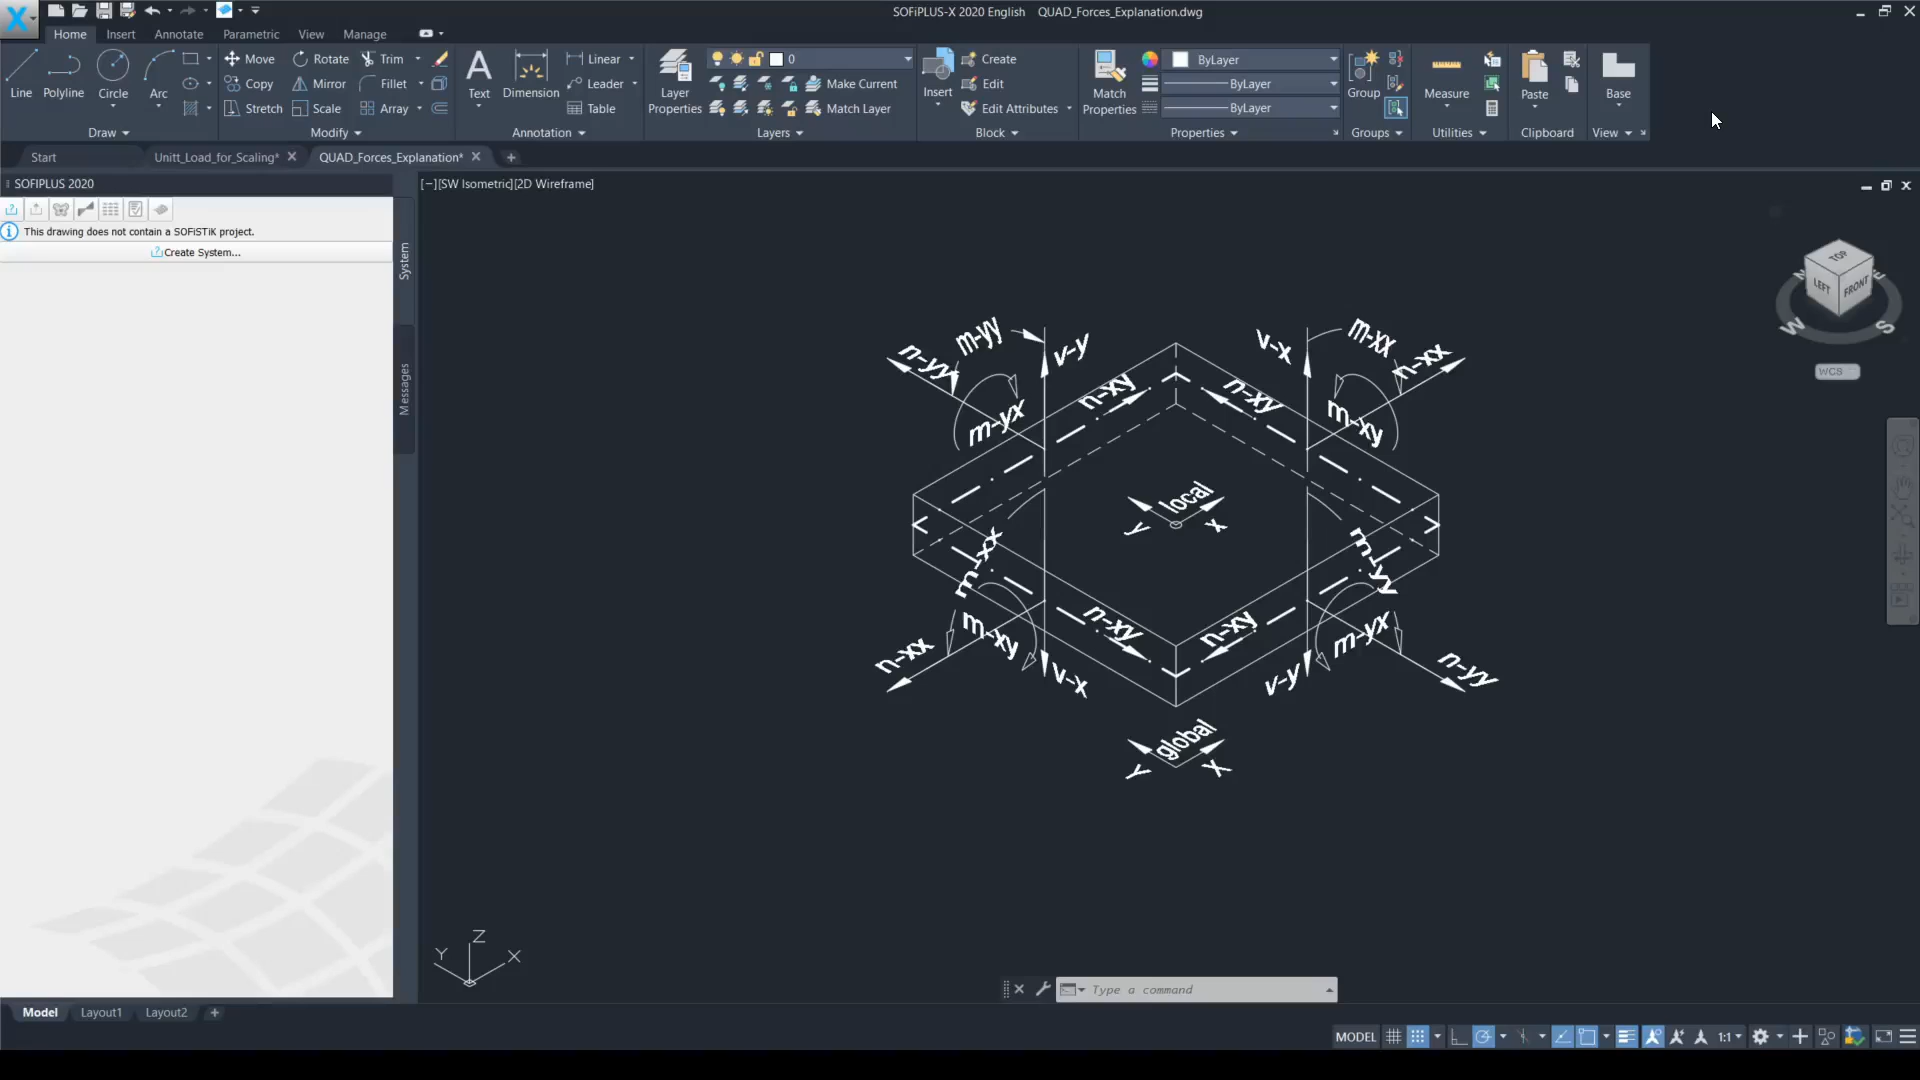 SOFiPLUS-X 2020 English QUAD_Forces_Explanation.dwg
Home Insert Annotate Parametric View Manage
Line Polyline Circle Arc
Draw
Move Rotate Trim
Copy Mirror Fillet
Stretch Scale Array
Modify
Text Dimension
Linear
Leader
Table
Annotation
Layer Properties
0
Make Current
Match Layer
Layers
Insert
Create
Edit
Edit Attributes
Block
Match Properties
ByLayer
ByLayer
ByLayer
Properties
Group
Groups
Measure
Utilities
Paste
Clipboard
Base
View
Start Unitt_Load_for_Scaling* QUAD_Forces_Explanation*
SOFIPLUS 2020
This drawing does not contain a SOFiSTiK project.
Create System...
System
Messages
[−][SW Isometric][2D Wireframe]
TOP
LEFT FRONT
N E
W S
WCS
m-yy v-y v-x m-xx
n-yy n-xx
n-xy n-xy
m-yx m-xy
local
y x
m-xx m-yy
m-xy n-xy n-xy m-yx
n-xx n-yy
v-x v-y
global
Y X
Z
Y X
Type a command
Model Layout1 Layout2
MODEL 1:1